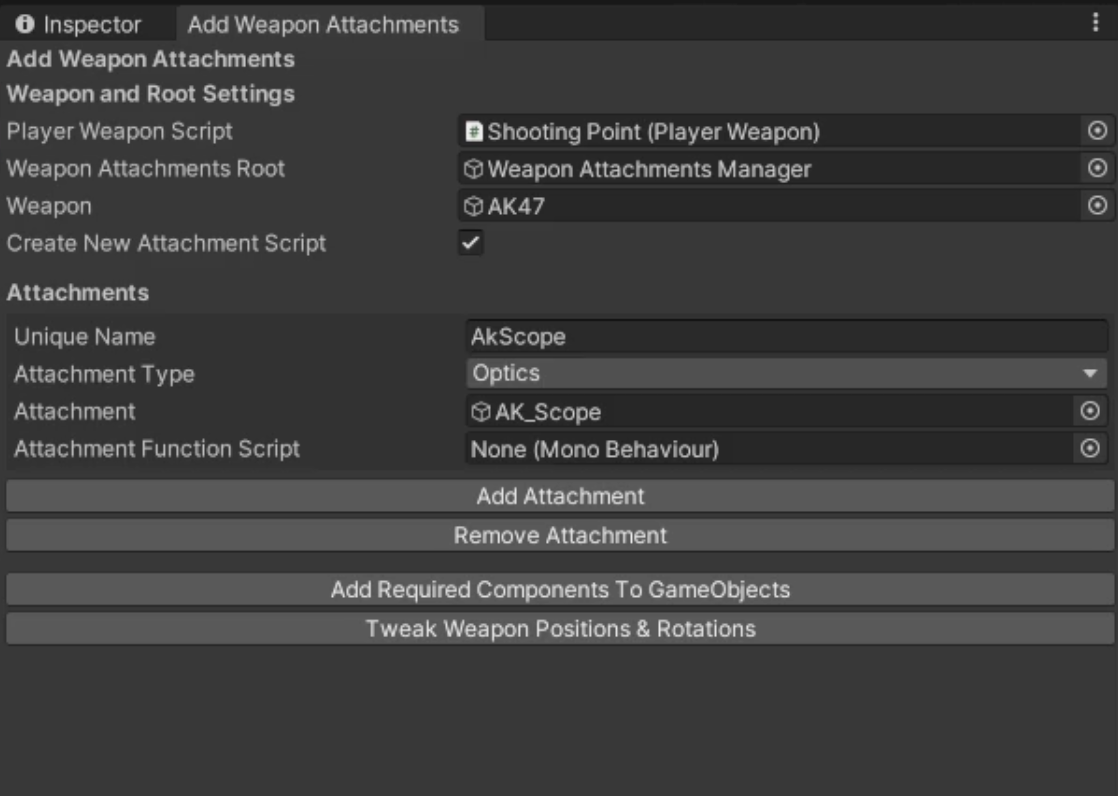 Inspector Add Weapon Attachments
Add Weapon Attachments
Weapon and Root Settings
Player Weapon Script # Shooting Point (Player Weapon)
Weapon Attachments Root Weapon Attachments Manager
Weapon AK47
Create New Attachment Script
Attachments
Unique Name AkScope
Attachment Type Optics
Attachment AK_Scope
Attachment Function Script None (Mono Behaviour)
Add Attachment
Remove Attachment
Add Required Components To GameObjects
Tweak Weapon Positions & Rotations